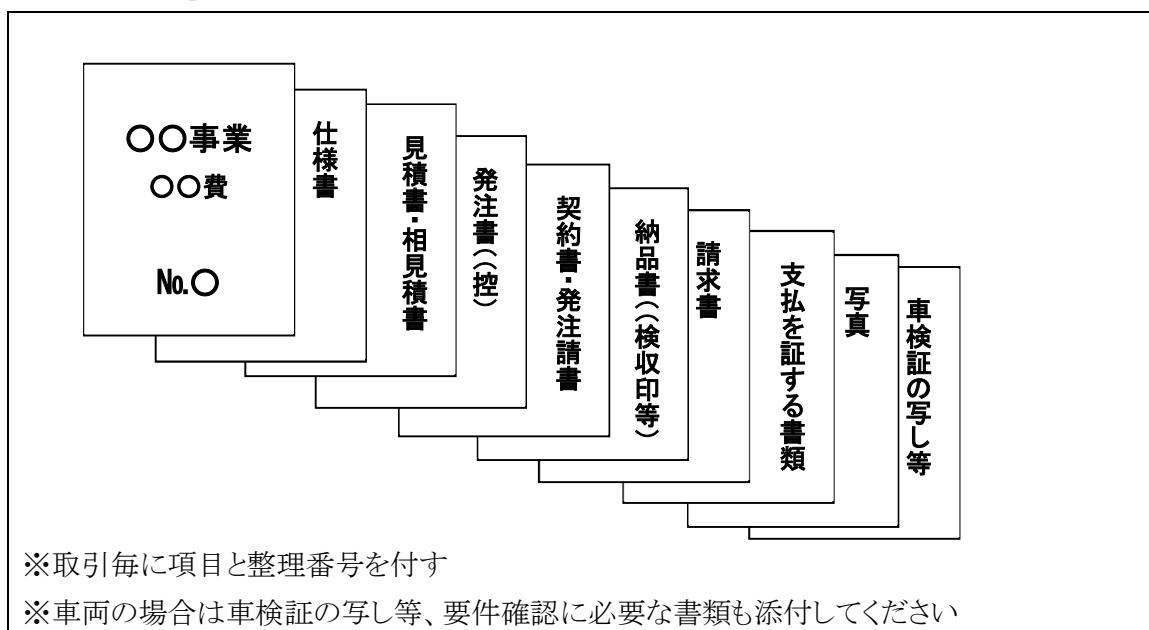 〇〇事業
〇〇費
No.〇
仕様書
見積書・相見積書
発注書((控)
契約書・発注請書
納品書((検収印等)
請求書
支払を証する書類
写真
車検証の写し等
※取引毎に項目と整理番号を付す
※車両の場合は車検証の写し等、要件確認に必要な書類も添付してください